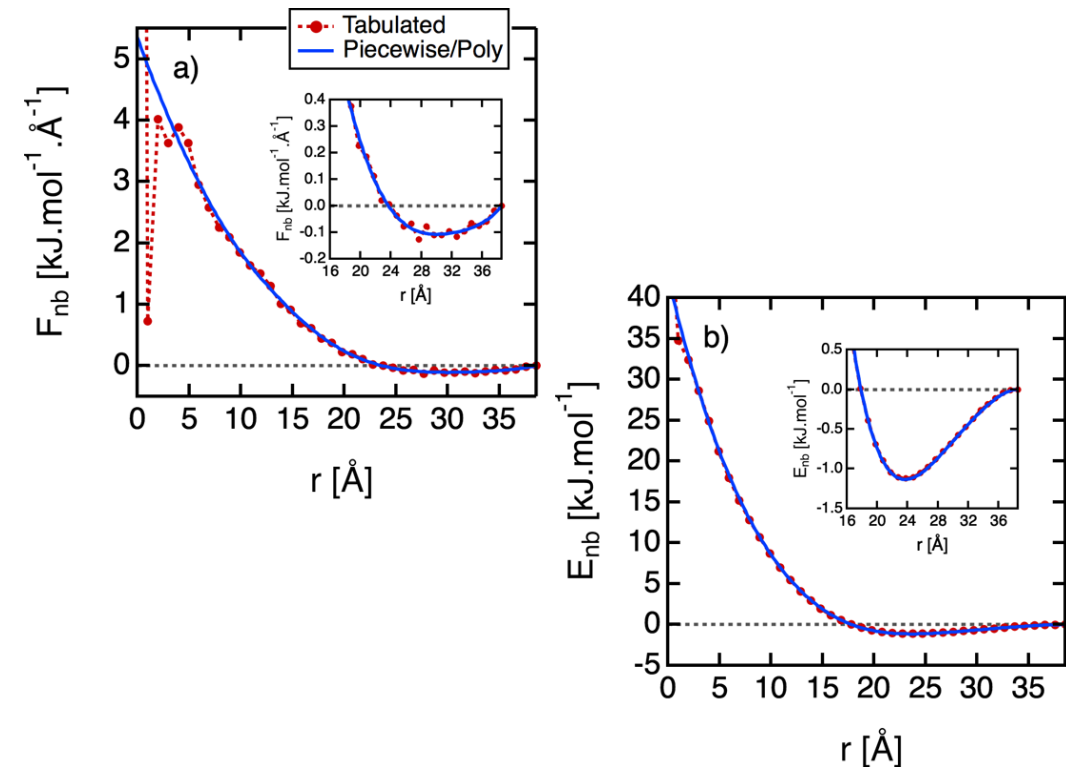 Tabulated
Piecewise/Poly
a)
5
4
3
2
1
0
F_nb [kJ.mol⁻¹.Å⁻¹]
0 5 10 15 20 25 30 35
r [Å]
0.4
0.3
0.2
0.1
0.0
-0.1
-0.2
F_nb [kJ.mol⁻¹.Å⁻¹]
16 20 24 28 32 36
r [Å]
b)
40
35
30
25
20
15
10
5
0
-5
E_nb [kJ.mol⁻¹]
0 5 10 15 20 25 30 35
r [Å]
0.5
0.0
-0.5
-1.0
-1.5
E_nb [kJ.mol⁻¹]
16 20 24 28 32 36
r [Å]